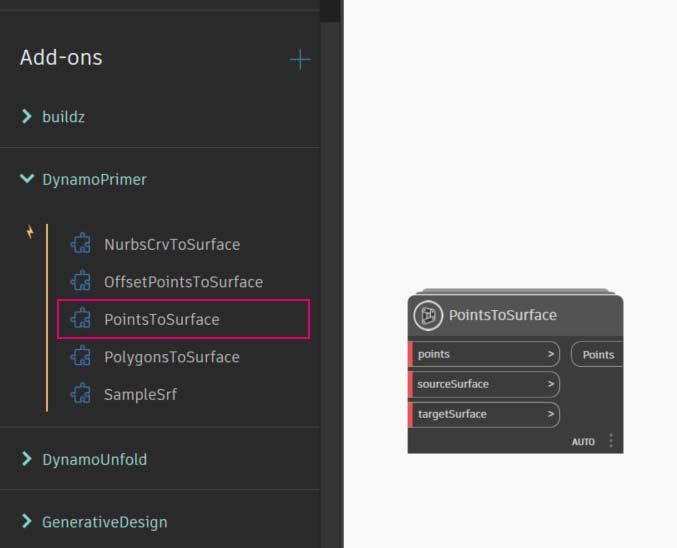 Add-ons
buildz
DynamoPrimer
NurbsCrvToSurface
OffsetPointsToSurface
PointsToSurface
PolygonsToSurface
SampleSrf
DynamoUnfold
GenerativeDesign
PointsToSurface
points > Points
sourceSurface >
targetSurface >
AUTO